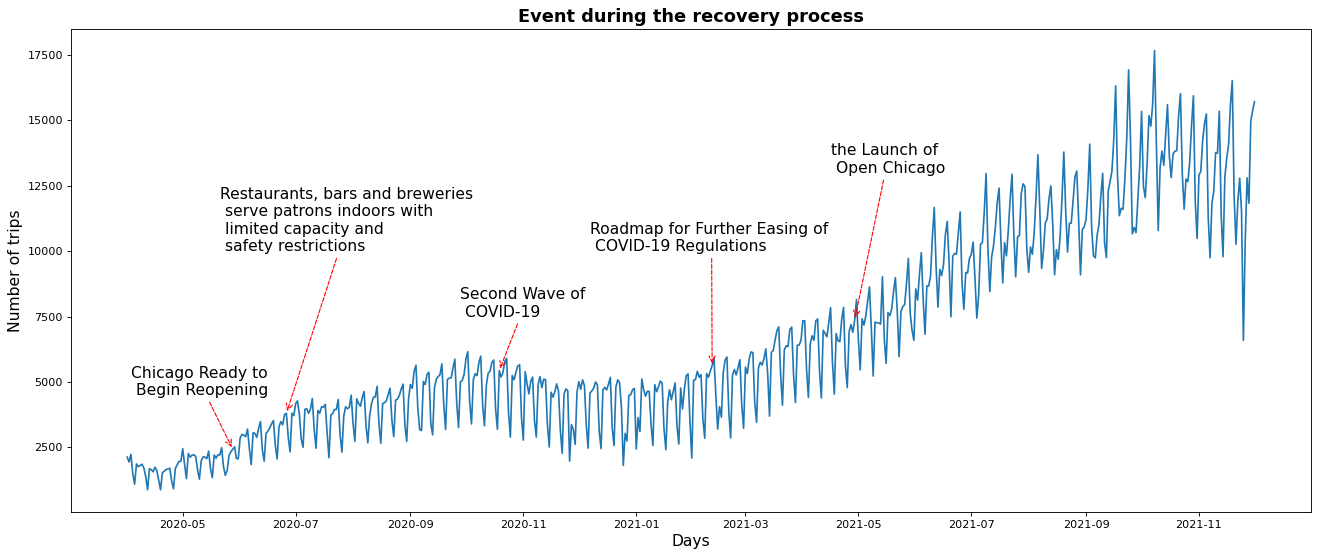 Event during the recovery process
Number of trips
17500
15000
12500
10000
7500
5000
2500
the Launch of
Open Chicago
Restaurants, bars and breweries
serve patrons indoors with
limited capacity and
safety restrictions
Roadmap for Further Easing of
COVID-19 Regulations
Second Wave of
COVID-19
Chicago Ready to
Begin Reopening
2020-05 2020-07 2020-09 2020-11 2021-01 2021-03 2021-05 2021-07 2021-09 2021-11
Days